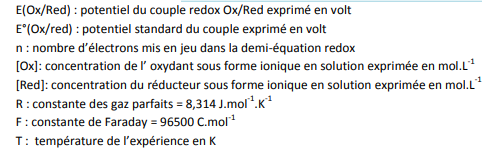 E(Ox/Red) : potentiel du couple redox Ox/Red exprimé en volt
E°(Ox/red) : potentiel standard du couple exprimé en volt
n : nombre d'électrons mis en jeu dans la demi-équation redox
[Ox]: concentration de l' oxydant sous forme ionique en solution exprimée en mol.L⁻¹
[Red]: concentration du réducteur sous forme ionique en solution exprimée en mol.L⁻¹
R : constante des gaz parfaits = 8,314 J.mol⁻¹.K⁻¹
F : constante de Faraday = 96500 C.mol⁻¹
T : température de l'expérience en K